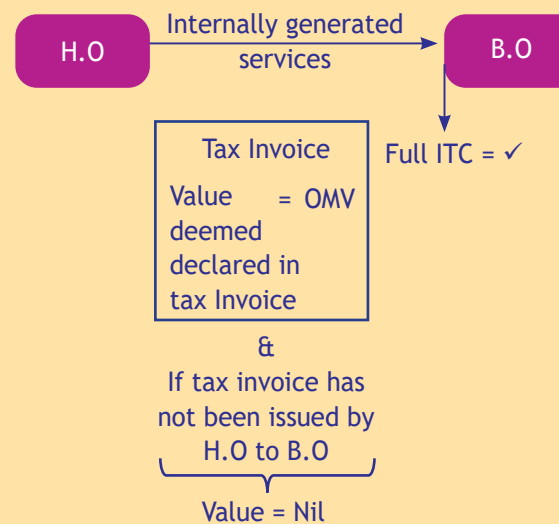 Internally generated
H.O
B.O
services
Full ITC = ✓
Tax Invoice
Value = OMV
deemed
declared in
tax Invoice
&
If tax invoice has
not been issued by
H.O to B.O
Value = Nil